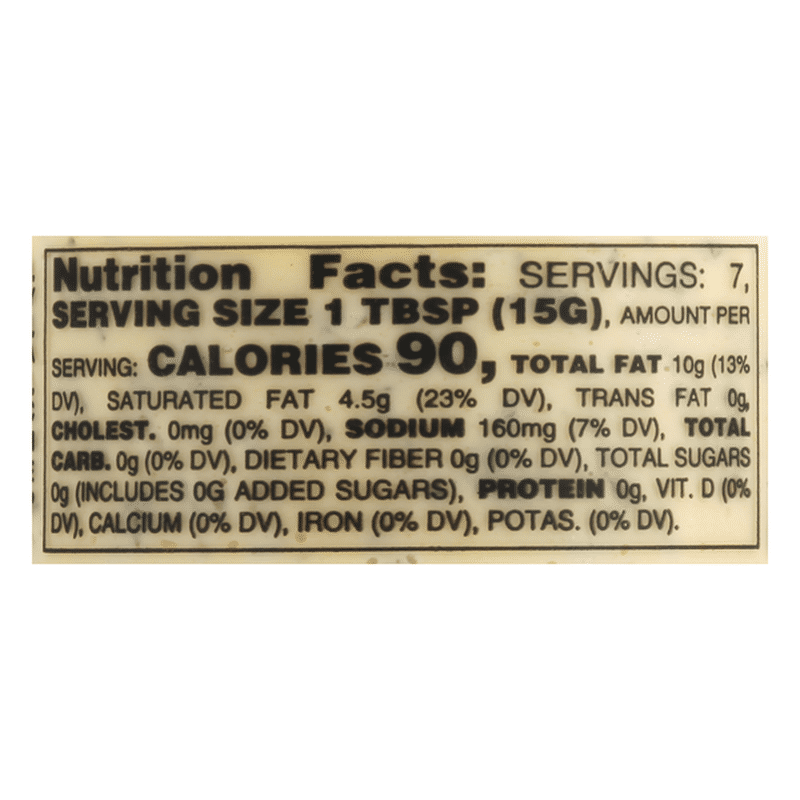 Nutrition Facts: SERVINGS: 7,
SERVING SIZE 1 TBSP (15G), AMOUNT PER
SERVING: CALORIES 90, TOTAL FAT 10g (13%
DV), SATURATED FAT 4.5g (23% DV), TRANS FAT 0g,
CHOLEST. 0mg (0% DV), SODIUM 160mg (7% DV), TOTAL
CARB. 0g (0% DV), DIETARY FIBER 0g (0% DV), TOTAL SUGARS
0g (INCLUDES 0G ADDED SUGARS), PROTEIN 0g, VIT. D (0%
DV), CALCIUM (0% DV), IRON (0% DV), POTAS. (0% DV).